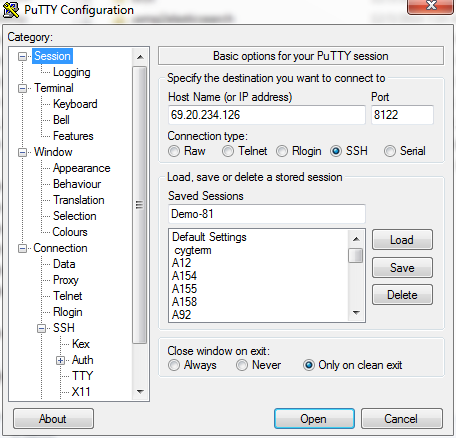 PuTTY Configuration
Category:
Session
Logging
Terminal
Keyboard
Bell
Features
Window
Appearance
Behaviour
Translation
Selection
Colours
Connection
Data
Proxy
Telnet
Rlogin
SSH
Kex
Auth
TTY
X11
Basic options for your PuTTY session
Specify the destination you want to connect to
Host Name (or IP address) Port
69.20.234.126 8122
Connection type:
Raw Telnet Rlogin SSH Serial
Load, save or delete a stored session
Saved Sessions
Demo-81
Default Settings
cygterm
A12
A154
A155
A158
A92
Load
Save
Delete
Close window on exit:
Always Never Only on clean exit
About Open Cancel